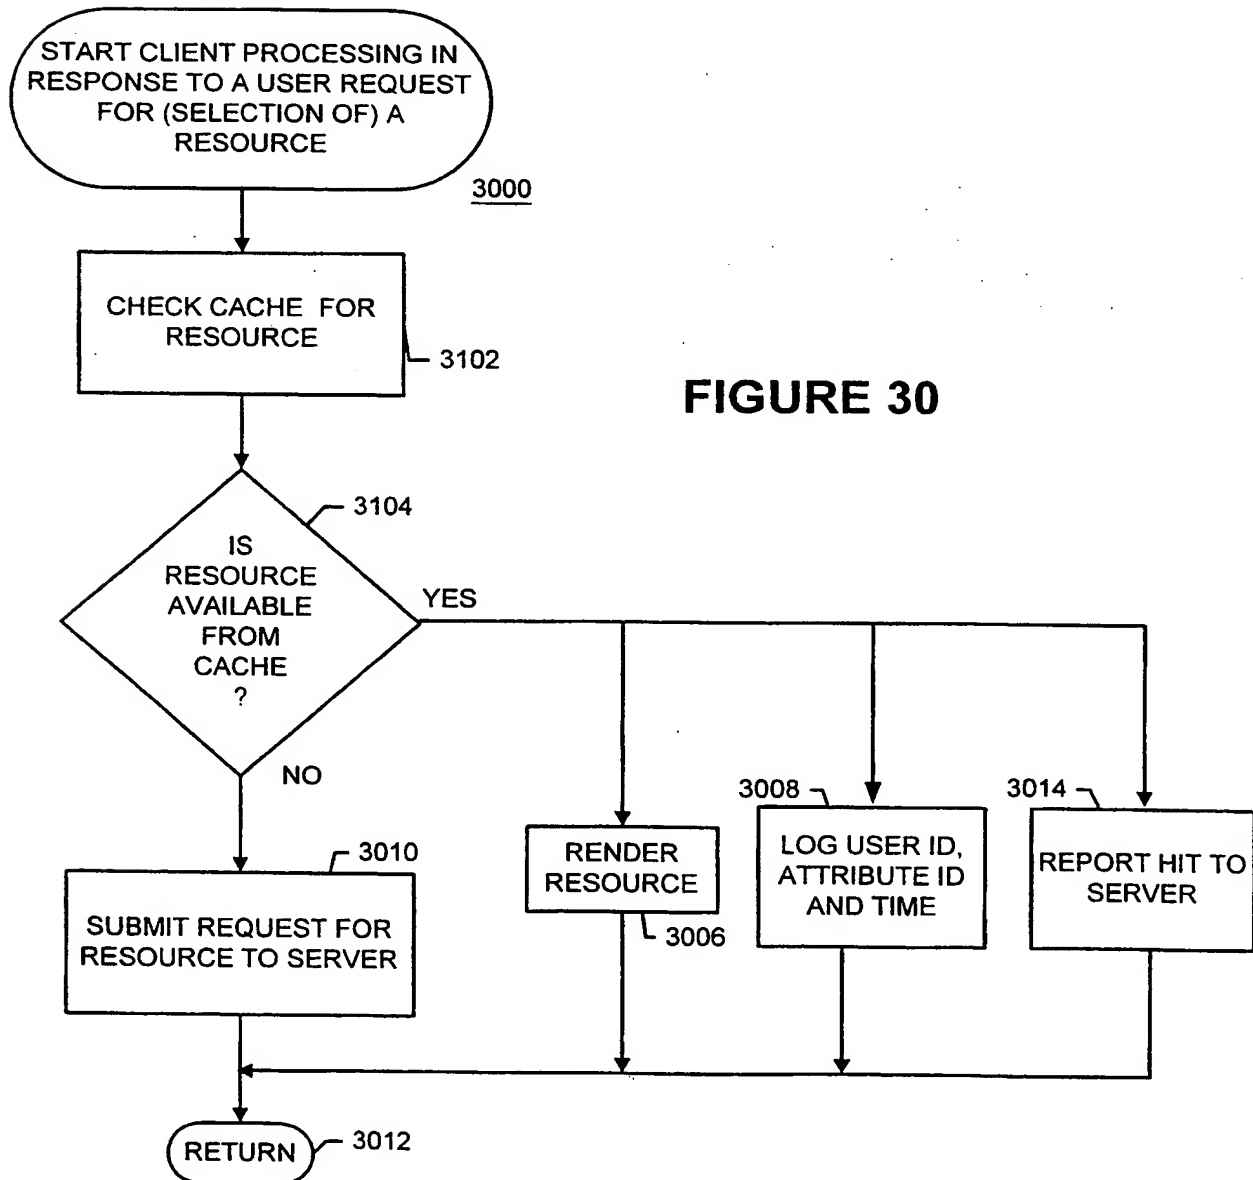 START CLIENT PROCESSING IN
RESPONSE TO A USER REQUEST
FOR (SELECTION OF) A
RESOURCE
3000
CHECK CACHE FOR
RESOURCE
3102
FIGURE 30
3104
IS
RESOURCE
AVAILABLE
FROM
CACHE
?
YES
NO
3010
SUBMIT REQUEST FOR
RESOURCE TO SERVER
RENDER
RESOURCE
3006
3008
LOG USER ID,
ATTRIBUTE ID
AND TIME
3014
REPORT HIT TO
SERVER
RETURN
3012